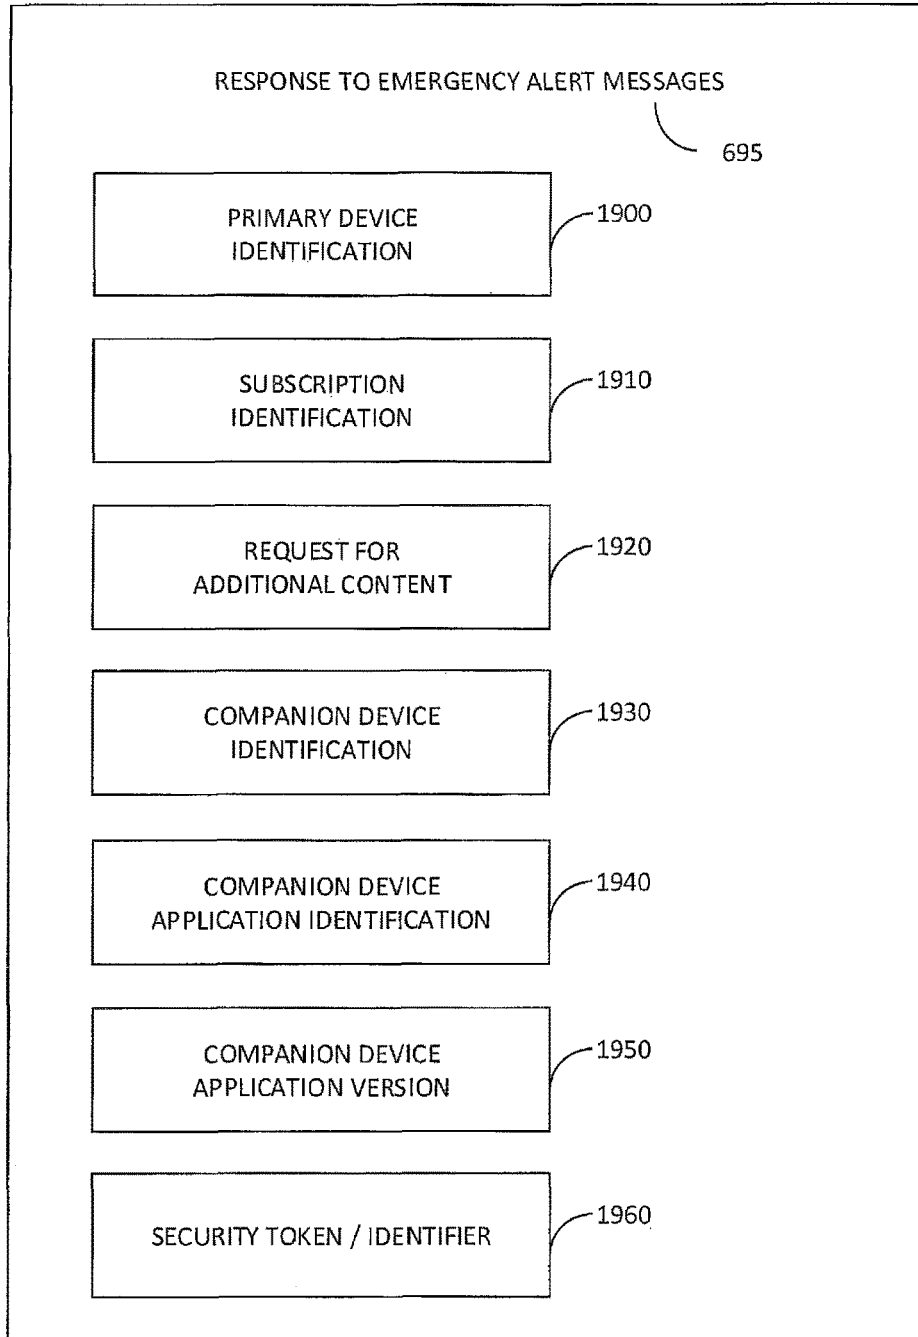 RESPONSE TO EMERGENCY ALERT MESSAGES
695
PRIMARY DEVICE
IDENTIFICATION
1900
SUBSCRIPTION
IDENTIFICATION
1910
REQUEST FOR
ADDITIONAL CONTENT
1920
COMPANION DEVICE
IDENTIFICATION
1930
COMPANION DEVICE
APPLICATION IDENTIFICATION
1940
COMPANION DEVICE
APPLICATION VERSION
1950
SECURITY TOKEN / IDENTIFIER
1960